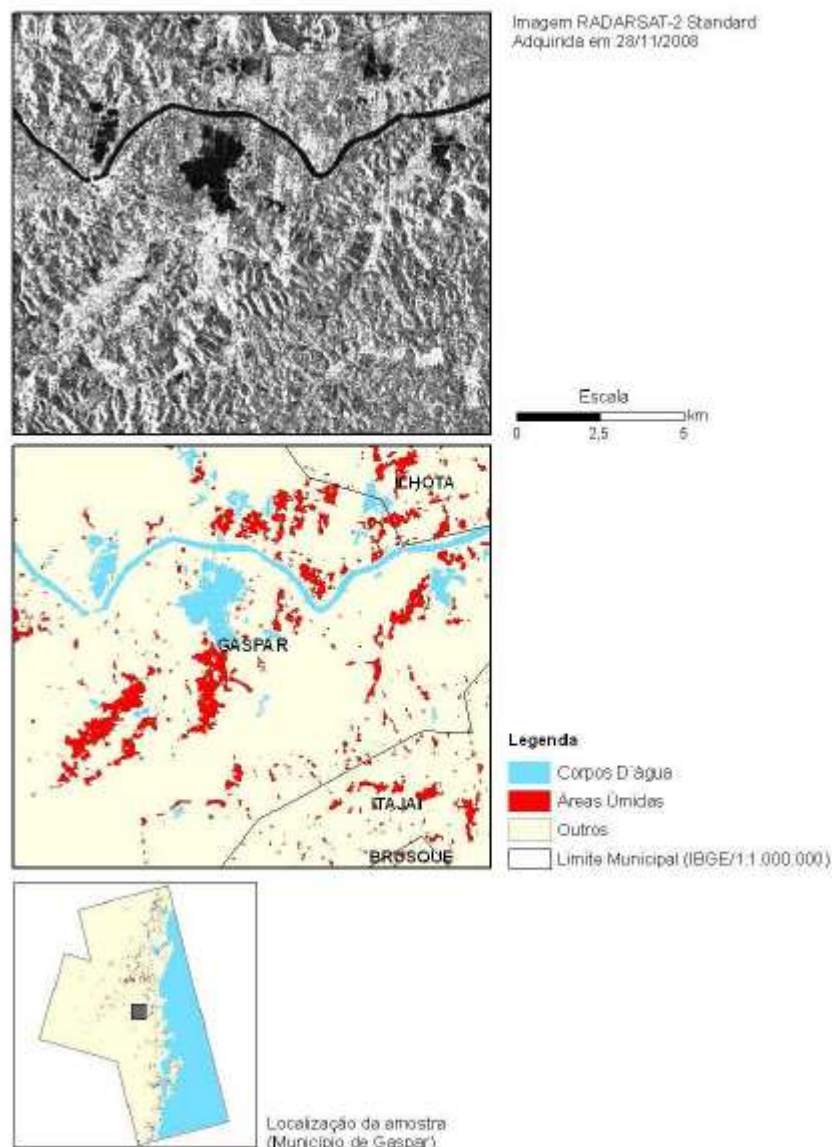 Imagem RADARSAT-2 Standard
Adquirida em 28/11/2008
Escala
km
0 2,5 5
ILHOTA
GASPAR
ITAJAI
BRUSQUE
Legenda
Corpos D´água
Áreas Úmidas
Outros
Limite Municipal (IBGE/1:1.000.000)
Localização da amostra
(Município de Gaspar)